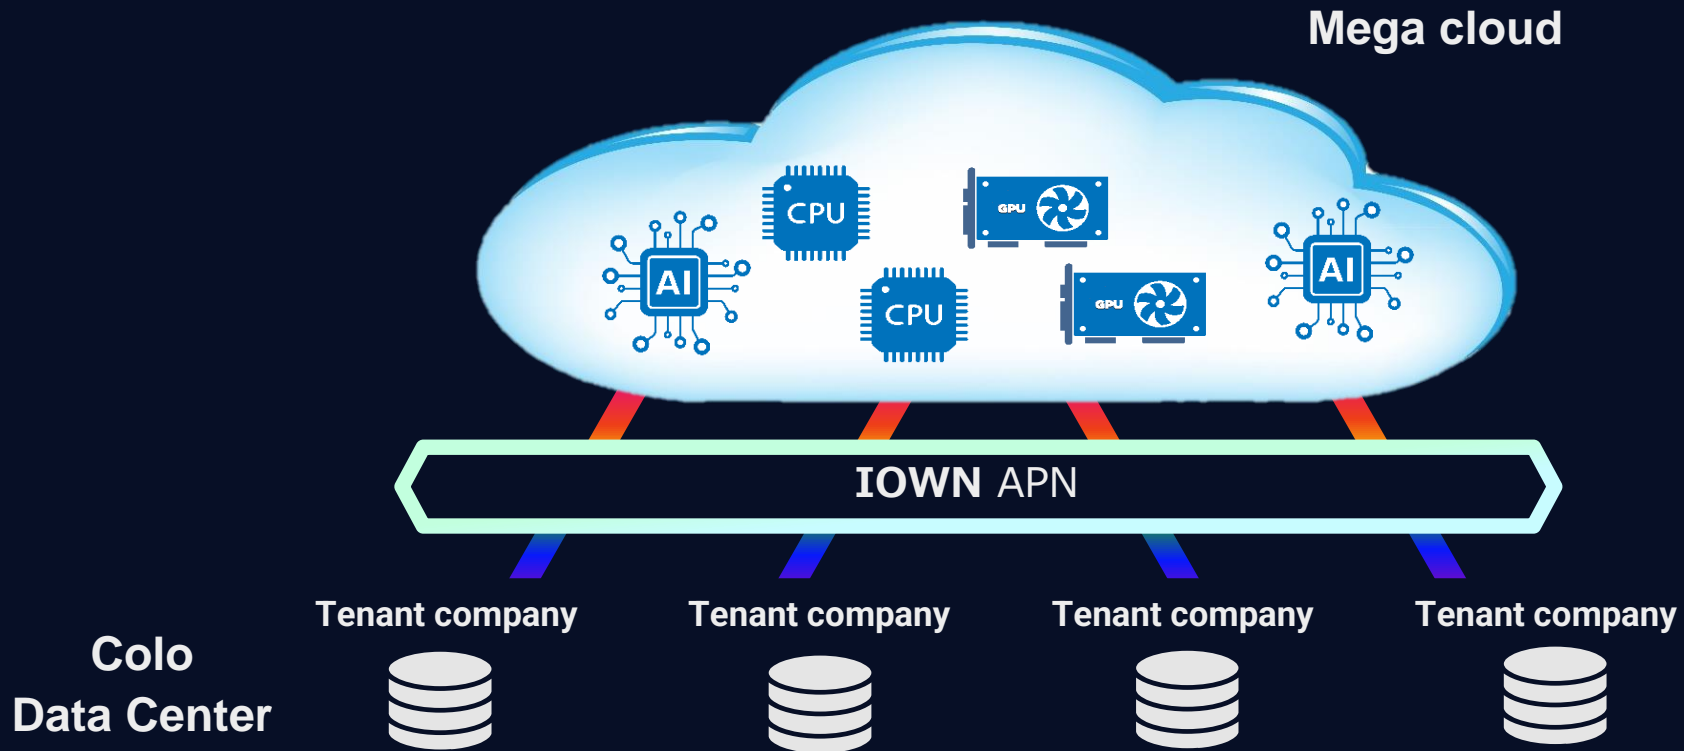 Mega cloud
CPU
GPU
AI
AI
CPU
GPU
IOWN APN
Tenant company
Tenant company
Tenant company
Tenant company
Colo
Data Center